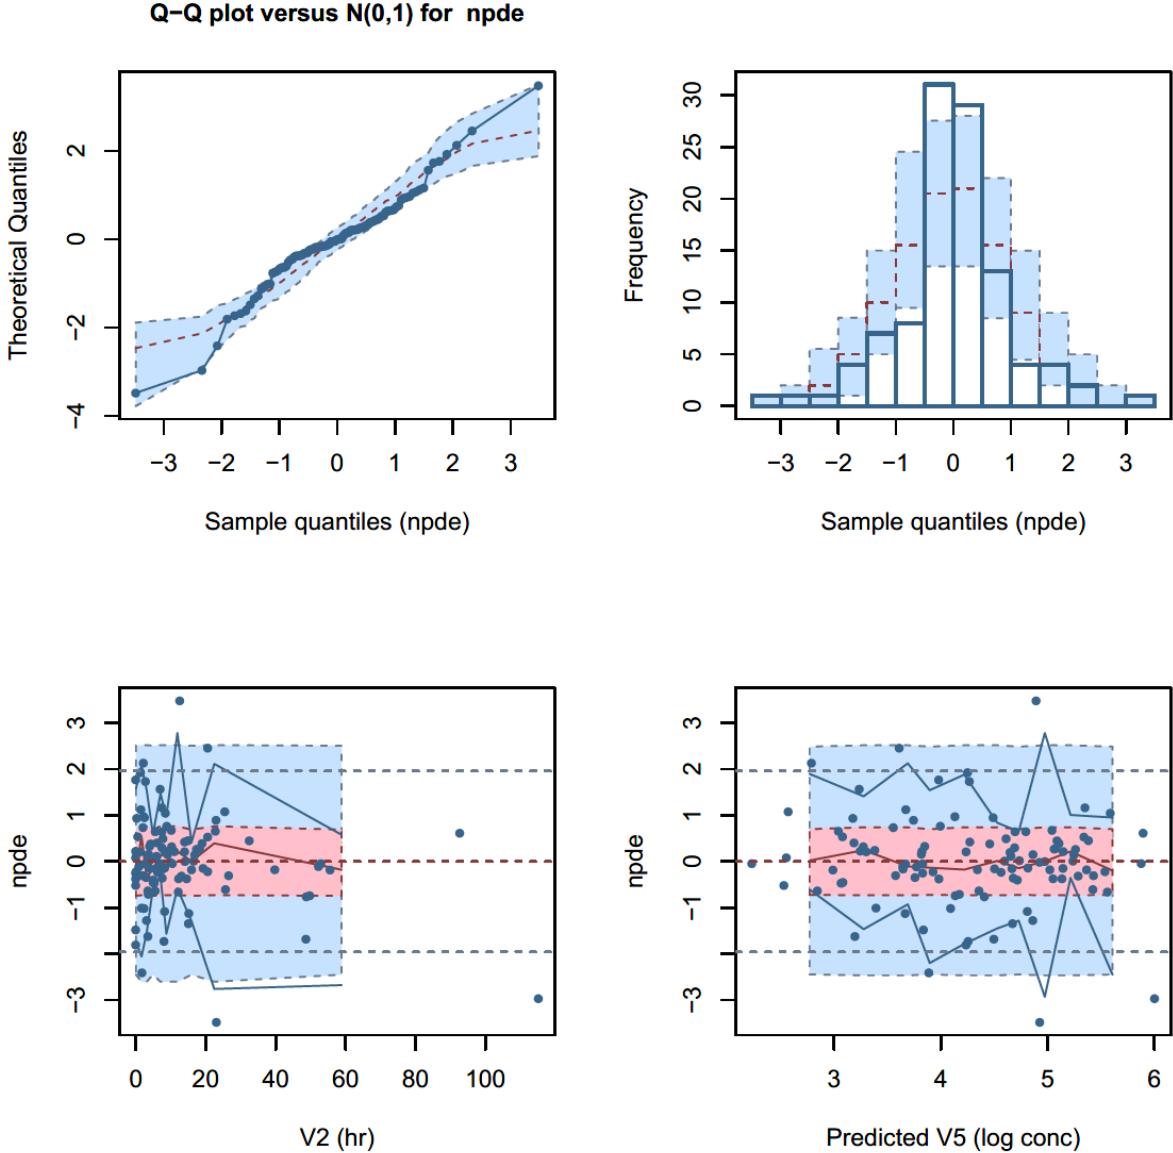 Q−Q plot versus N(0,1) for npde
Theoretical Quantiles
2
0
−2
−4
−3 −2 −1 0 1 2 3
Sample quantiles (npde)
Frequency
30
25
20
15
10
5
0
−3 −2 −1 0 1 2 3
Sample quantiles (npde)
npde
3
2
1
0
−1
−3
0 20 40 60 80 100
V2 (hr)
npde
3
2
1
0
−1
−3
3 4 5 6
Predicted V5 (log conc)